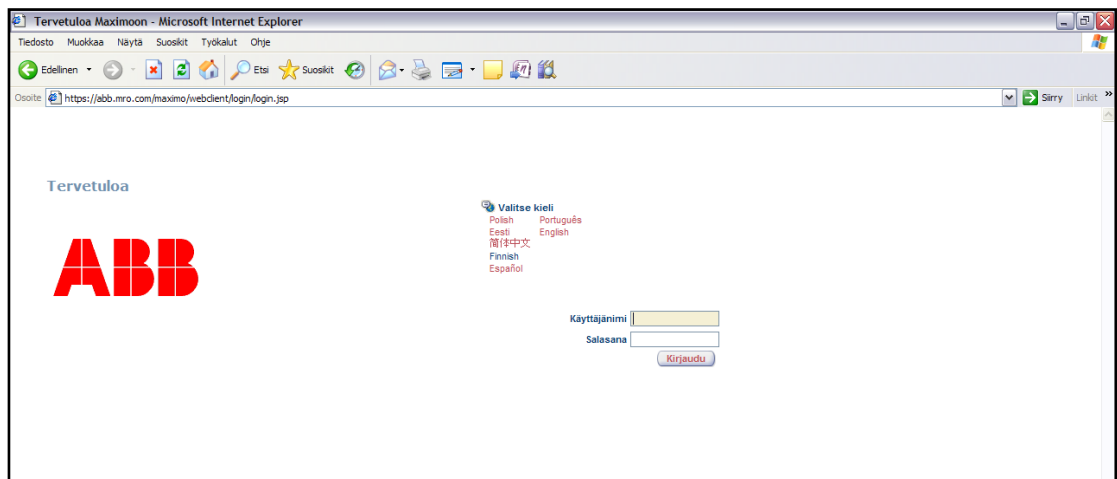 Tervetuloa Maximoon - Microsoft Internet Explorer
Tiedosto Muokkaa Näytä Suosikit Työkalut Ohje
Edellinen Etsi Suosikit
Osoite https://abb.mro.com/maximo/webclient/login/login.jsp Siirry Linkit »
Tervetuloa
ABB
Valitse kieli
Polish Português
Eesti English
简体中文
Finnish
Español
Käyttäjänimi
Salasana
Kirjaudu